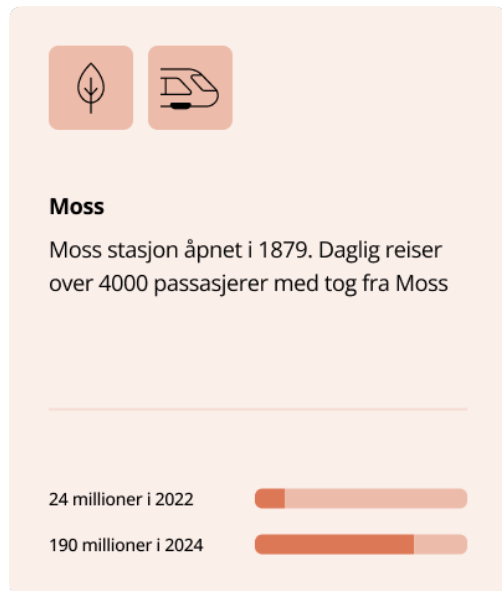 Moss
Moss stasjon åpnet i 1879. Daglig reiser
over 4000 passasjerer med tog fra Moss
24 millioner i 2022
190 millioner i 2024